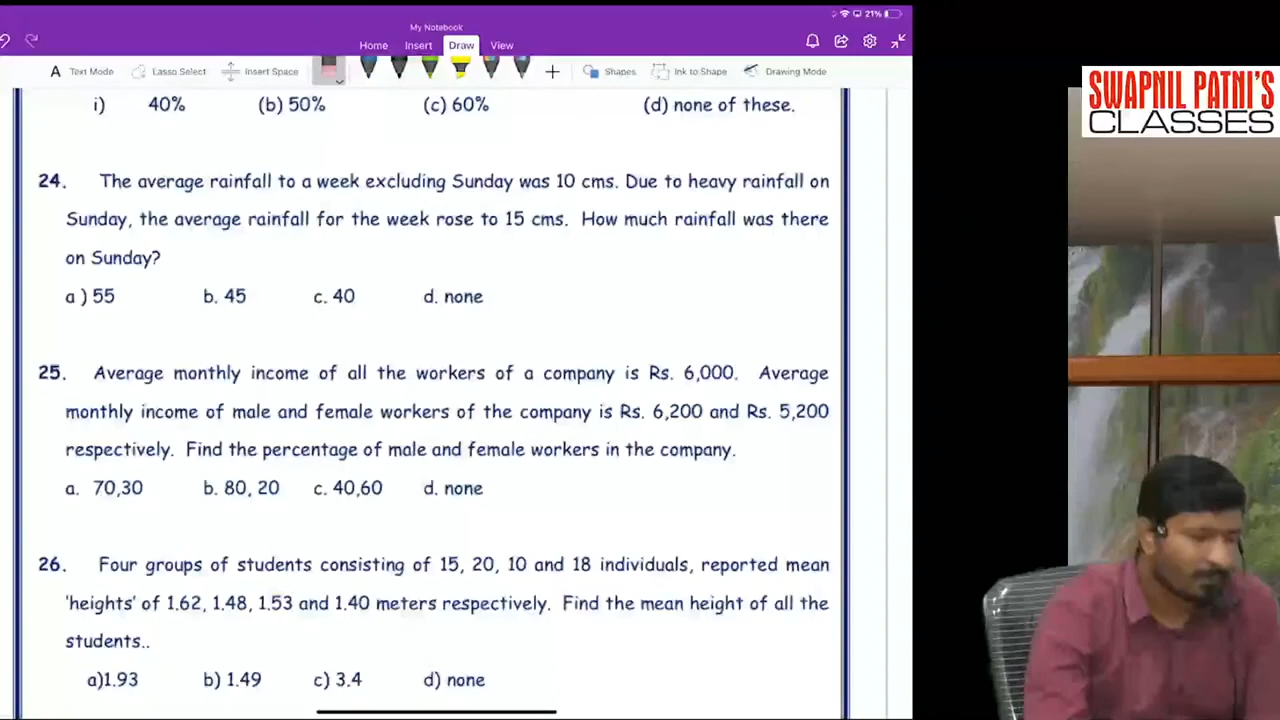 21%
My Notebook
Home Insert Draw View
Text Mode Lasso Select Insert Space Shapes Ink to Shape Drawing Mode
SWAPNIL PATNI'S
CLASSES
i) 40% (b) 50% (c) 60% (d) none of these.
24. The average rainfall to a week excluding Sunday was 10 cms. Due to heavy rainfall on
Sunday, the average rainfall for the week rose to 15 cms. How much rainfall was there
on Sunday?
a ) 55 b. 45 c. 40 d. none
25. Average monthly income of all the workers of a company is Rs. 6,000. Average
monthly income of male and female workers of the company is Rs. 6,200 and Rs. 5,200
respectively. Find the percentage of male and female workers in the company.
a. 70,30 b. 80, 20 c. 40,60 d. none
26. Four groups of students consisting of 15, 20, 10 and 18 individuals, reported mean
'heights' of 1.62, 1.48, 1.53 and 1.40 meters respectively. Find the mean height of all the
students..
a)1.93 b) 1.49 c) 3.4 d) none